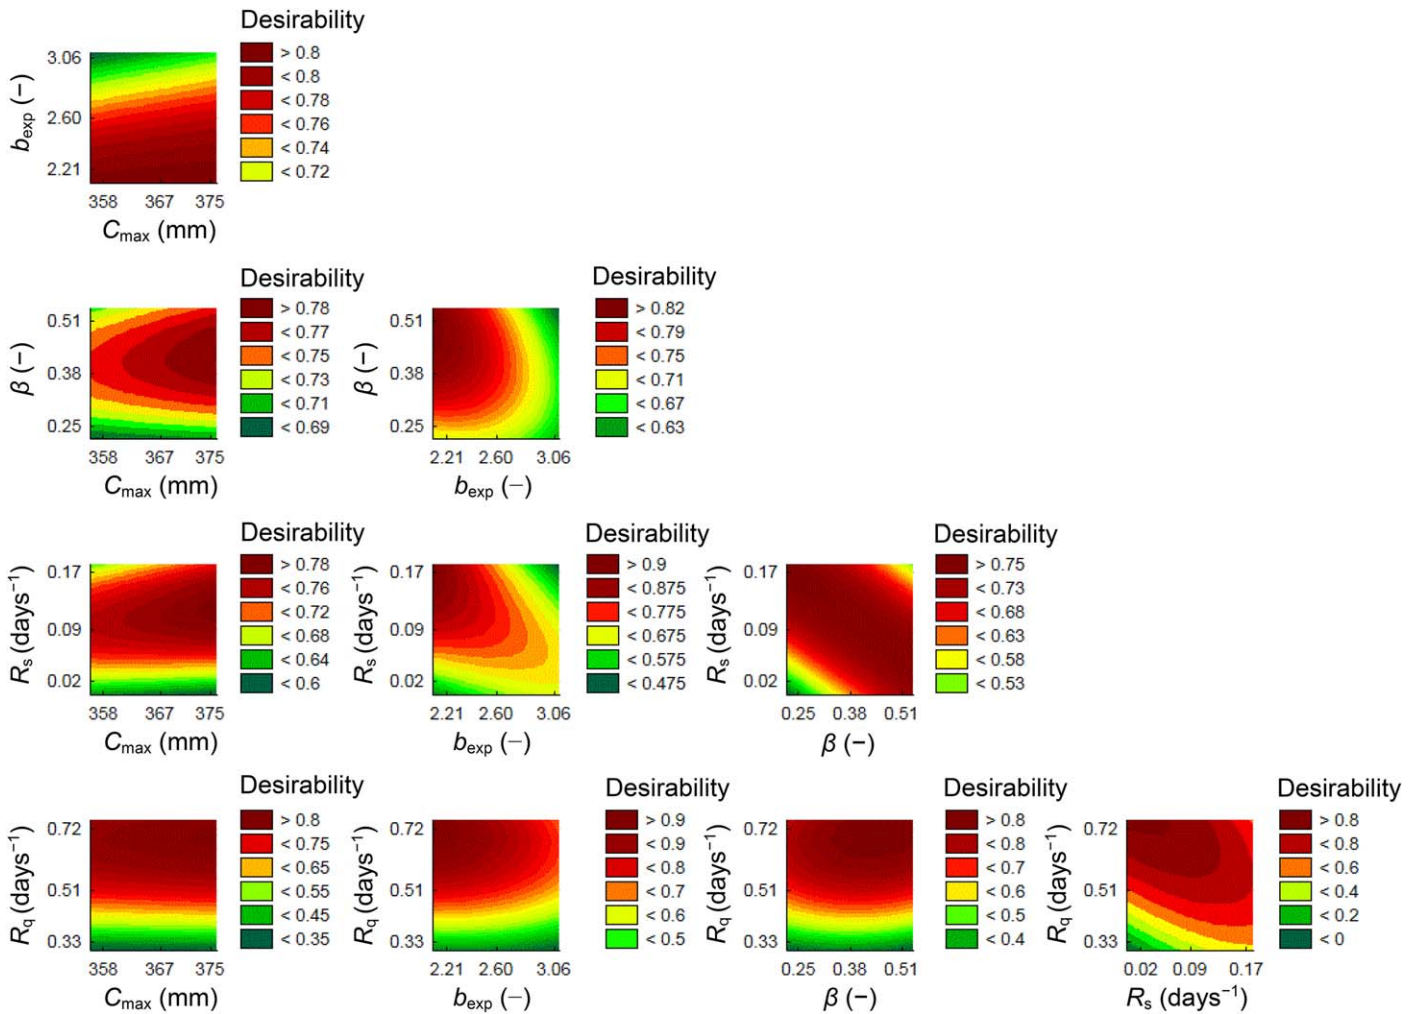 Desirability
> 0.8
< 0.8
< 0.78
< 0.76
< 0.74
< 0.72
3.06
2.60
2.21
b_exp (−)
358 367 375
C_max (mm)
Desirability
> 0.78
< 0.77
< 0.75
< 0.73
< 0.71
< 0.69
0.51
0.38
0.25
β (−)
358 367 375
C_max (mm)
Desirability
> 0.82
< 0.79
< 0.75
< 0.71
< 0.67
< 0.63
0.51
0.38
0.25
β (−)
2.21 2.60 3.06
b_exp (−)
Desirability
> 0.78
< 0.76
< 0.72
< 0.68
< 0.64
< 0.6
0.17
0.09
0.02
R_s (days⁻¹)
358 367 375
C_max (mm)
Desirability
> 0.9
< 0.875
< 0.775
< 0.675
< 0.575
< 0.475
0.17
0.09
0.02
R_s (days⁻¹)
2.21 2.60 3.06
b_exp (−)
Desirability
> 0.75
< 0.73
< 0.68
< 0.63
< 0.58
< 0.53
0.17
0.09
0.02
R_s (days⁻¹)
0.25 0.38 0.51
β (−)
Desirability
> 0.8
< 0.75
< 0.65
< 0.55
< 0.45
< 0.35
0.72
0.51
0.33
R_q (days⁻¹)
358 367 375
C_max (mm)
Desirability
> 0.9
< 0.9
< 0.8
< 0.7
< 0.6
< 0.5
0.72
0.51
0.33
R_q (days⁻¹)
2.21 2.60 3.06
b_exp (−)
Desirability
> 0.8
< 0.8
< 0.7
< 0.6
< 0.5
< 0.4
0.72
0.51
0.33
R_q (days⁻¹)
0.25 0.38 0.51
β (−)
Desirability
> 0.8
< 0.8
< 0.6
< 0.4
< 0.2
< 0
0.72
0.51
0.33
R_q (days⁻¹)
0.02 0.09 0.17
R_s (days⁻¹)